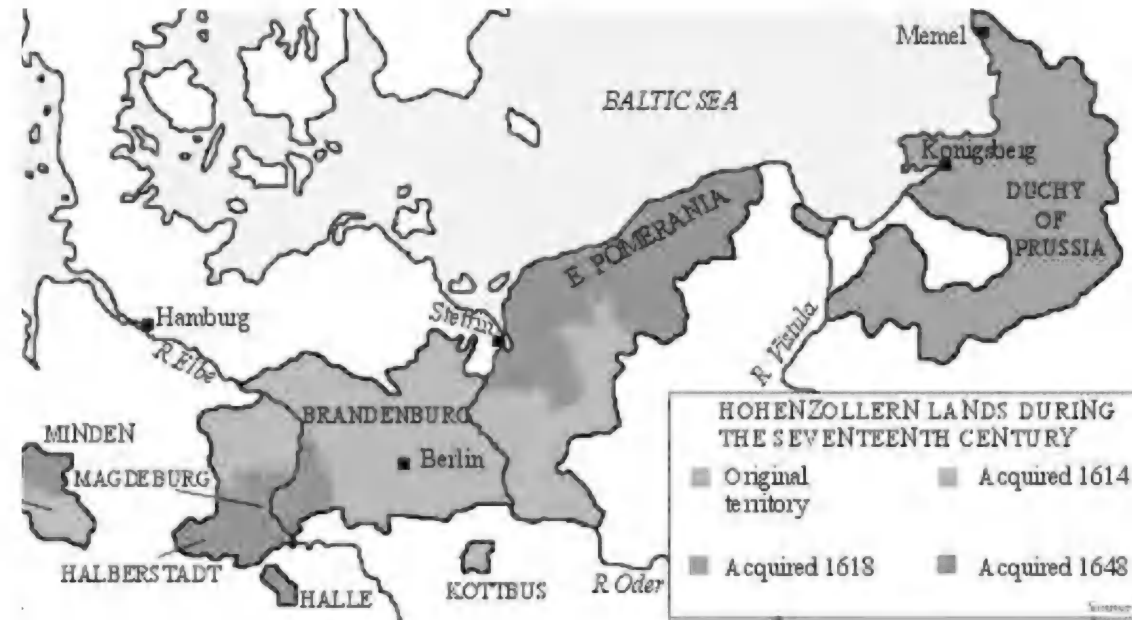 Memel
BALTIC SEA
Konigsberg
DUCHY
OF
PRUSSIA
E. POMERANIA
Stettin
Hamburg
R. Elbe
R. Vistula
BRANDENBURG
Berlin
MINDEN
MAGDEBURG
HALBERSTADT
HALLE
KOTTBUS
R. Oder
HOHENZOLLERN LANDS DURING
THE SEVENTEENTH CENTURY
Original
territory
Acquired 1614
Acquired 1618
Acquired 1648